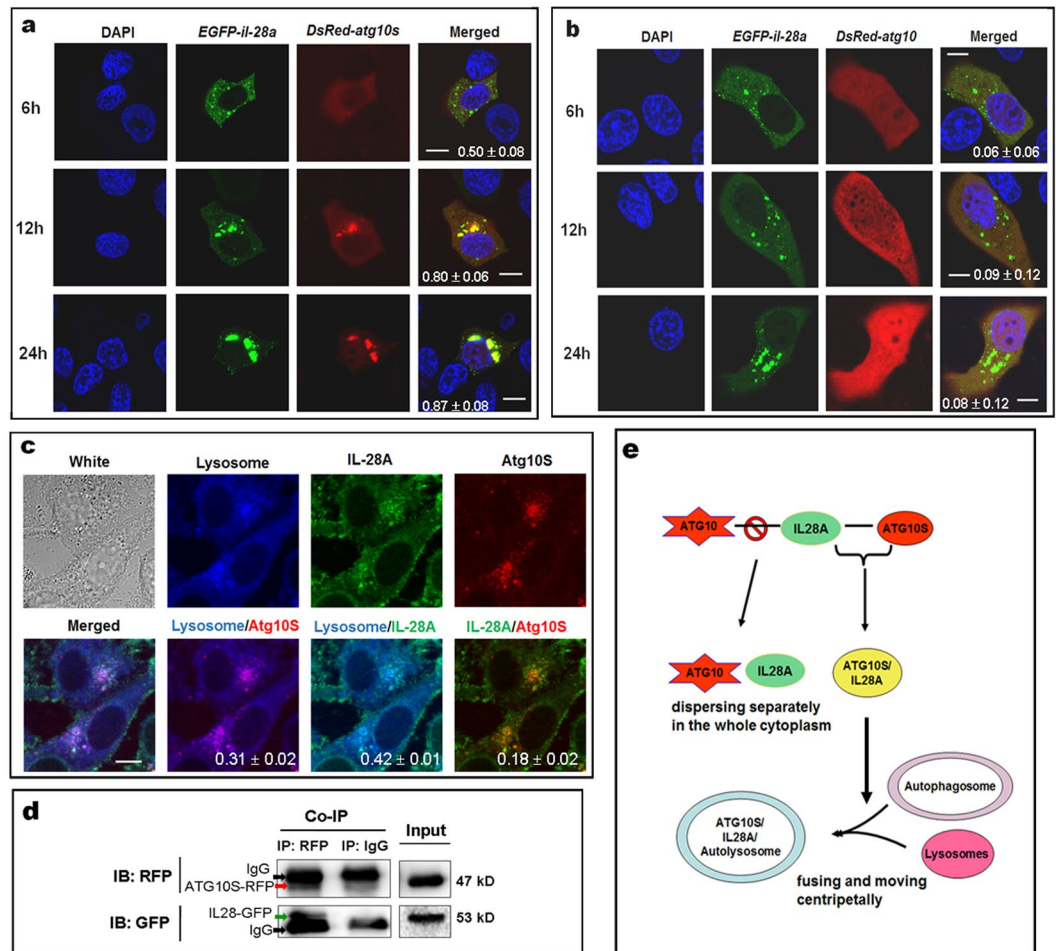 a
DAPI EGFP-il-28a DsRed-atg10s Merged
6h
0.50 ± 0.08
12h
0.80 ± 0.06
24h
0.87 ± 0.08
b
DAPI EGFP-il-28a DsRed-atg10 Merged
6h
0.06 ± 0.06
12h
0.09 ± 0.12
24h
0.08 ± 0.12
c
White Lysosome IL-28A Atg10S
Merged Lysosome/Atg10S Lysosome/IL-28A IL-28A/Atg10S
0.31 ± 0.02 0.42 ± 0.01 0.18 ± 0.02
d
Co-IP
IP: RFP IP: IgG Input
IB: RFP
IgG
ATG10S-RFP
47 kD
IB: GFP
IL28-GFP
IgG
53 kD
e
ATG10 IL28A ATG10S
ATG10 IL28A
ATG10S/
IL28A
dispersing separately
in the whole cytoplasm
Autophagosome
ATG10S/
IL28A/
Autolysosome
Lysosomes
fusing and moving
centripetally